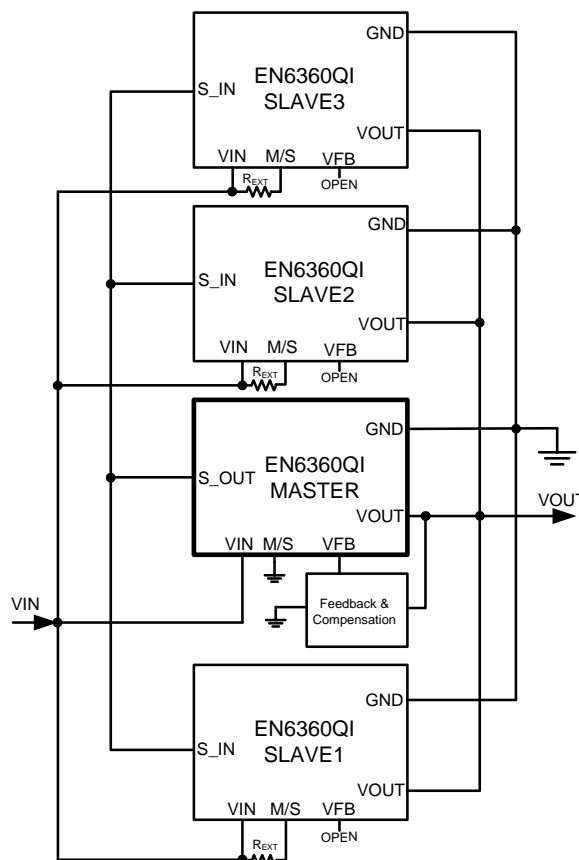 GND
EN6360QI
SLAVE3
S_IN
VOUT
VIN M/S VFB
REXT
OPEN
GND
EN6360QI
SLAVE2
S_IN
VOUT
VIN M/S VFB
REXT
OPEN
GND
EN6360QI
MASTER
S_OUT
VOUT
VOUT
VIN M/S VFB
VIN
Feedback &
Compensation
GND
EN6360QI
SLAVE1
S_IN
VOUT
VIN M/S VFB
REXT
OPEN